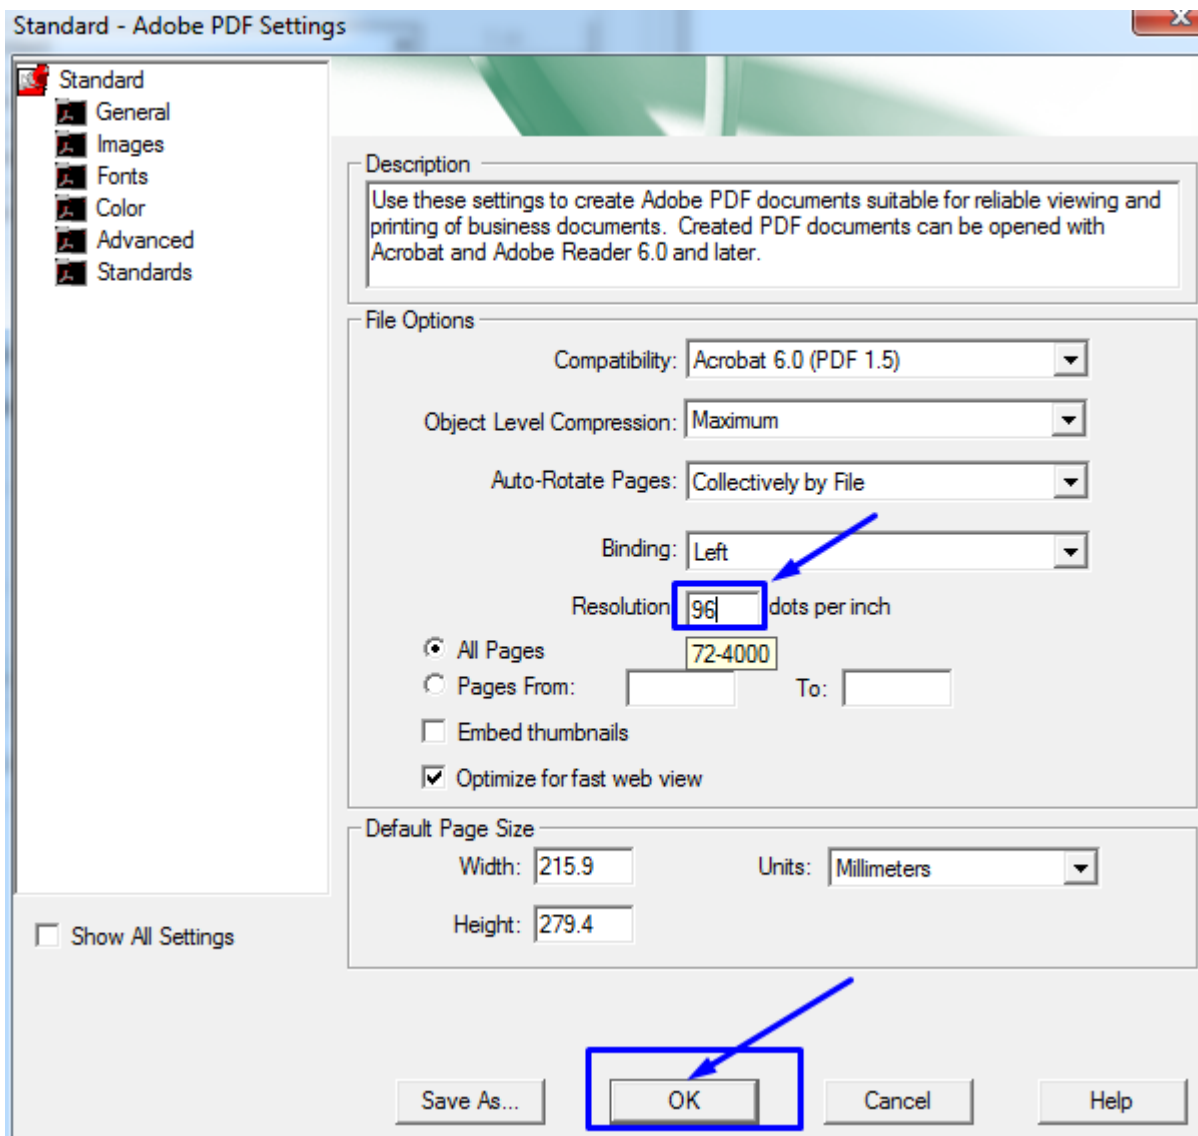 Standard - Adobe PDF Settings
Standard
General
Images
Fonts
Color
Advanced
Standards
Show All Settings
Description
Use these settings to create Adobe PDF documents suitable for reliable viewing and
printing of business documents.  Created PDF documents can be opened with
Acrobat and Adobe Reader 6.0 and later.
File Options
Compatibility: Acrobat 6.0 (PDF 1.5)
Object Level Compression: Maximum
Auto-Rotate Pages: Collectively by File
Binding: Left
Resolution 96 dots per inch
72-4000
All Pages
Pages From: To:
Embed thumbnails
Optimize for fast web view
Default Page Size
Width: 215.9 Units: Millimeters
Height: 279.4
Save As... OK Cancel Help